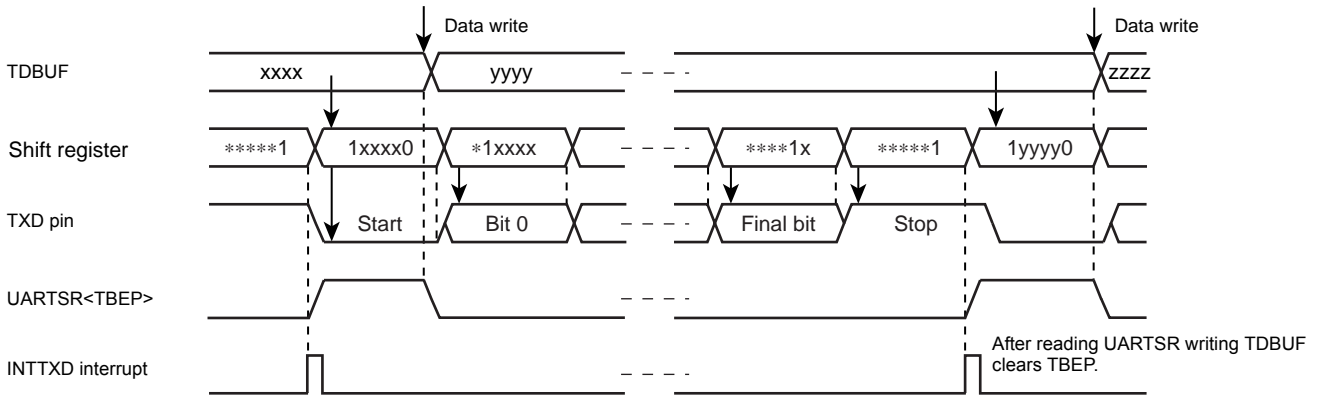 Data write Data write
TDBUF xxxx yyyy zzzz
Shift register *****1 1xxxx0 *1xxxx ****1x *****1 1yyyy0
TXD pin Start Bit 0 Final bit Stop
UARTSR<TBEP>
After reading UARTSR writing TDBUF
INTTXD interrupt clears TBEP.